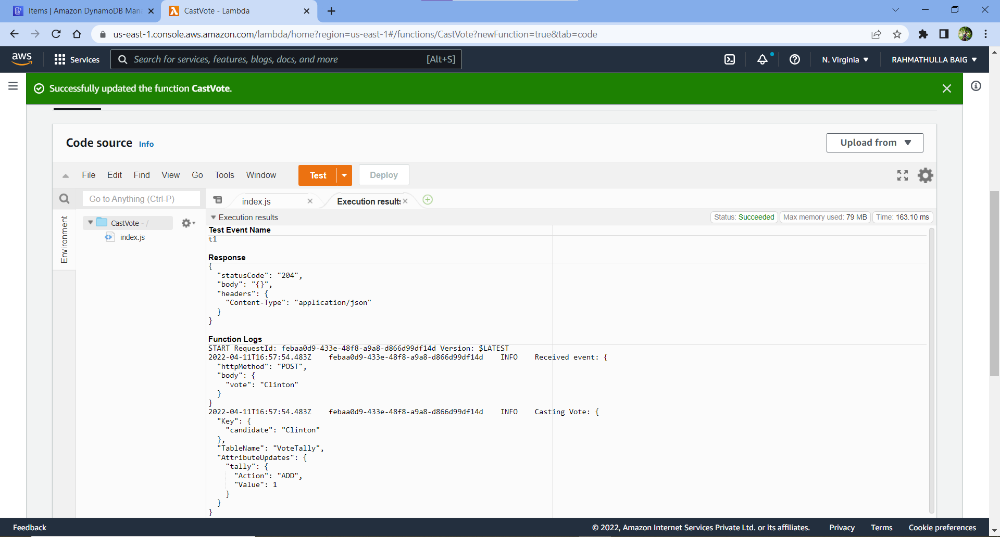 Items | Amazon DynamoDB Man
CastVote - Lambda
us-east-1.console.aws.amazon.com/lambda/home?region=us-east-1#/functions/CastVote?newFunction=true&tab=code
aws
Services
Search for services, features, blogs, docs, and more
[Alt+S]
N. Virginia
RAHMATHULLA BAIG
Successfully updated the function CastVote.
Code source Info
Upload from
File Edit Find View Go Tools Window
Test
Deploy
Go to Anything (Ctrl-P)
index.js
Execution results
Environment
CastVote - /
index.js
Execution results
Status: Succeeded
Max memory used: 79 MB
Time: 163.10 ms
Test Event Name
t1
Response
{
"statusCode": "204",
"body": "{}",
"headers": {
"Content-Type": "application/json"
}
}
Function Logs
START RequestId: febaa0d9-433e-48f8-a9a8-d866d99df14d Version: $LATEST
2022-04-11T16:57:54.483Z febaa0d9-433e-48f8-a9a8-d866d99df14d INFO Received event: {
"httpMethod": "POST",
"body": {
"vote": "Clinton"
}
}
2022-04-11T16:57:54.483Z febaa0d9-433e-48f8-a9a8-d866d99df14d INFO Casting Vote: {
"Key": {
"candidate": "Clinton"
},
"TableName": "VoteTally",
"AttributeUpdates": {
"tally": {
"Action": "ADD",
"Value": 1
}
}
}
Feedback
© 2022, Amazon Internet Services Private Ltd. or its affiliates.
Privacy
Terms
Cookie preferences